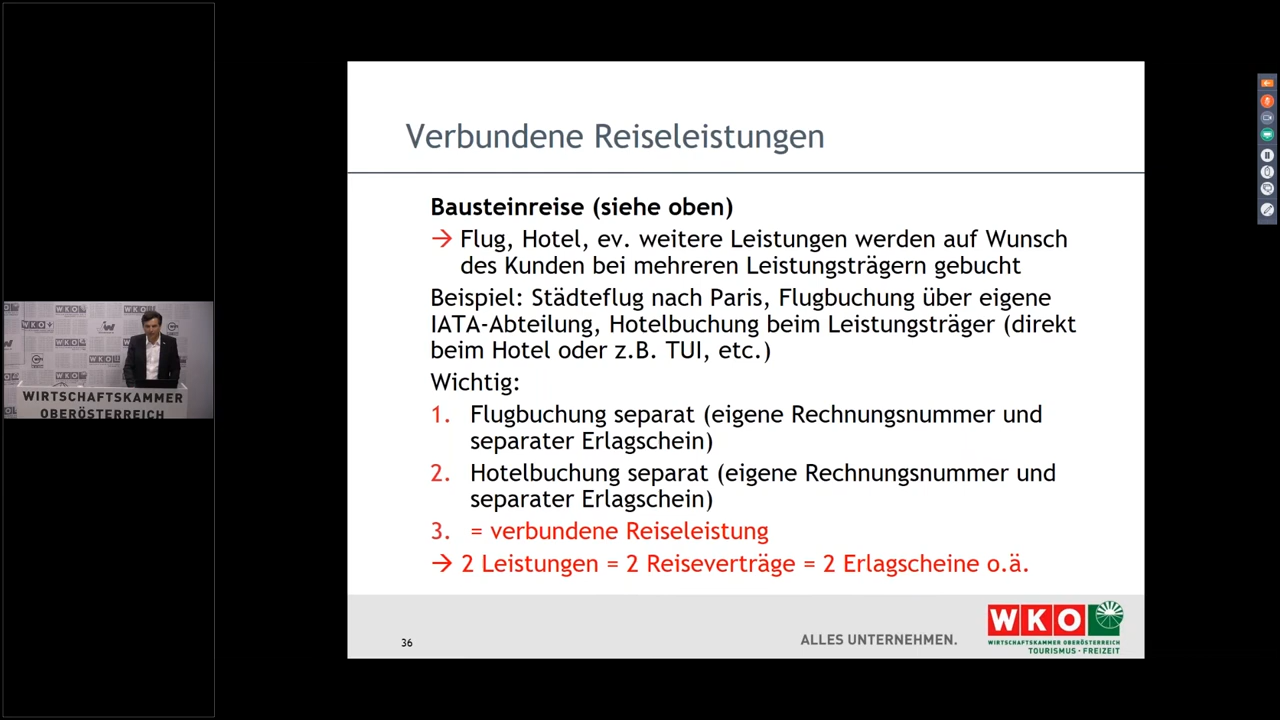 Verbundene Reiseleistungen
Bausteinreise (siehe oben)
→ Flug, Hotel, ev. weitere Leistungen werden auf Wunsch
des Kunden bei mehreren Leistungsträgern gebucht
Beispiel: Städteflug nach Paris, Flugbuchung über eigene
IATA-Abteilung, Hotelbuchung beim Leistungsträger (direkt
beim Hotel oder z.B. TUI, etc.)
Wichtig:
1. Flugbuchung separat (eigene Rechnungsnummer und
separater Erlagschein)
2. Hotelbuchung separat (eigene Rechnungsnummer und
separater Erlagschein)
3. = verbundene Reiseleistung
→ 2 Leistungen = 2 Reiseverträge = 2 Erlagscheine o.ä.
36
ALLES UNTERNEHMEN.
WKO
WIRTSCHAFTSKAMMER OBERÖSTERREICH
TOURISMUS · FREIZEIT
WKO
WIRTSCHAFTSKAMMER
OBERÖSTERREICH